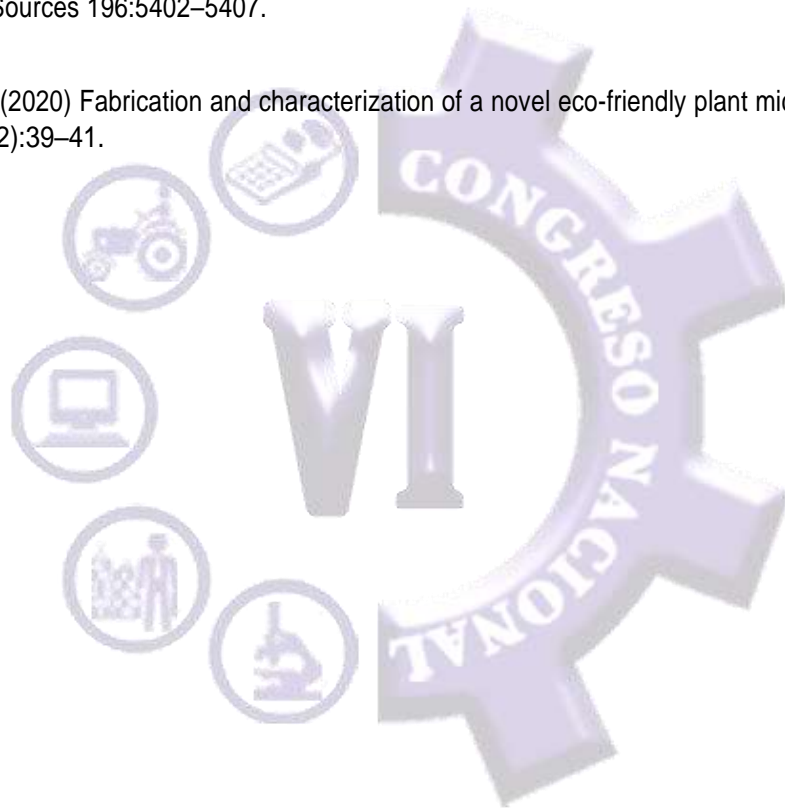 Sources 196:5402–5407.
(2020) Fabrication and characterization of a novel eco-friendly plant
2):39–41.
CONGRESO NACIONAL
VI